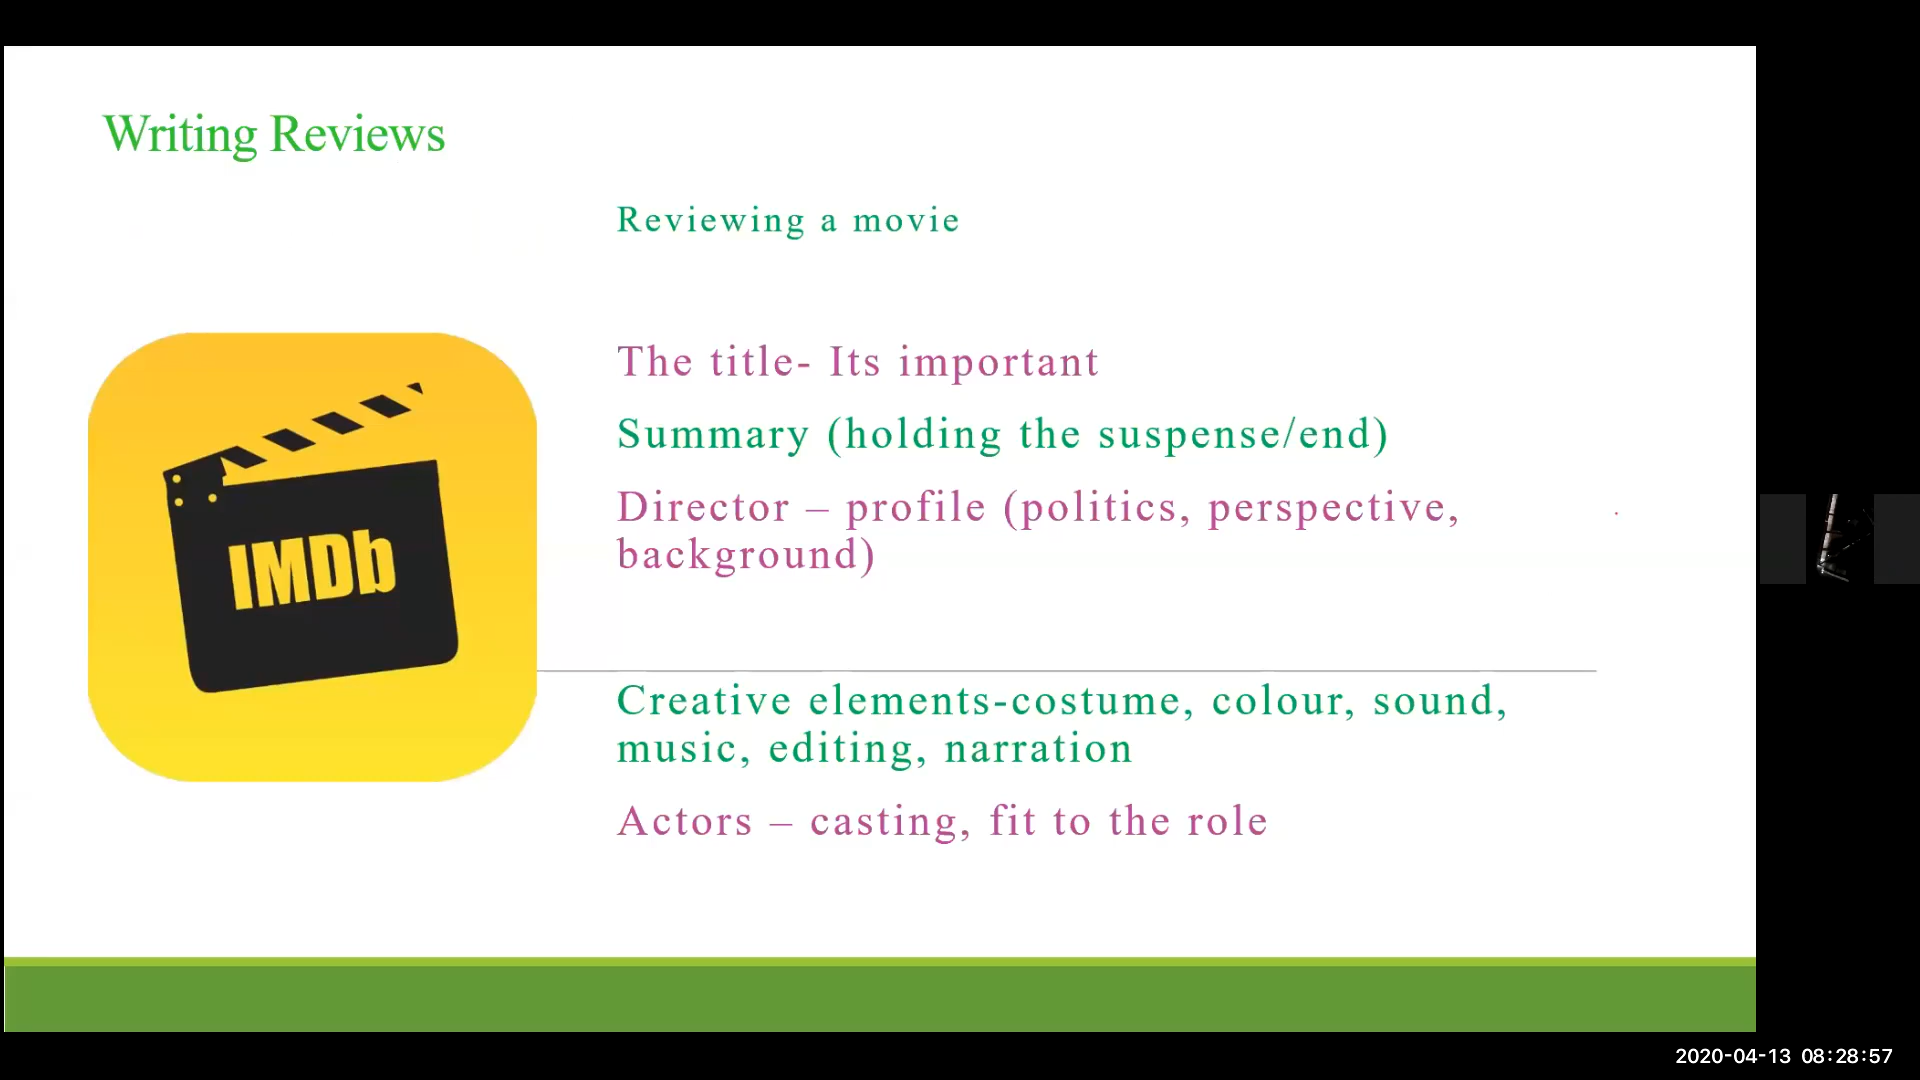 Writing Reviews
Reviewing a movie
The title- Its important
Summary (holding the suspense/end)
Director – profile (politics, perspective,
background)
IMDb
Creative elements-costume, colour, sound,
music, editing, narration
Actors – casting, fit to the role
2020-04-13 08:28:57